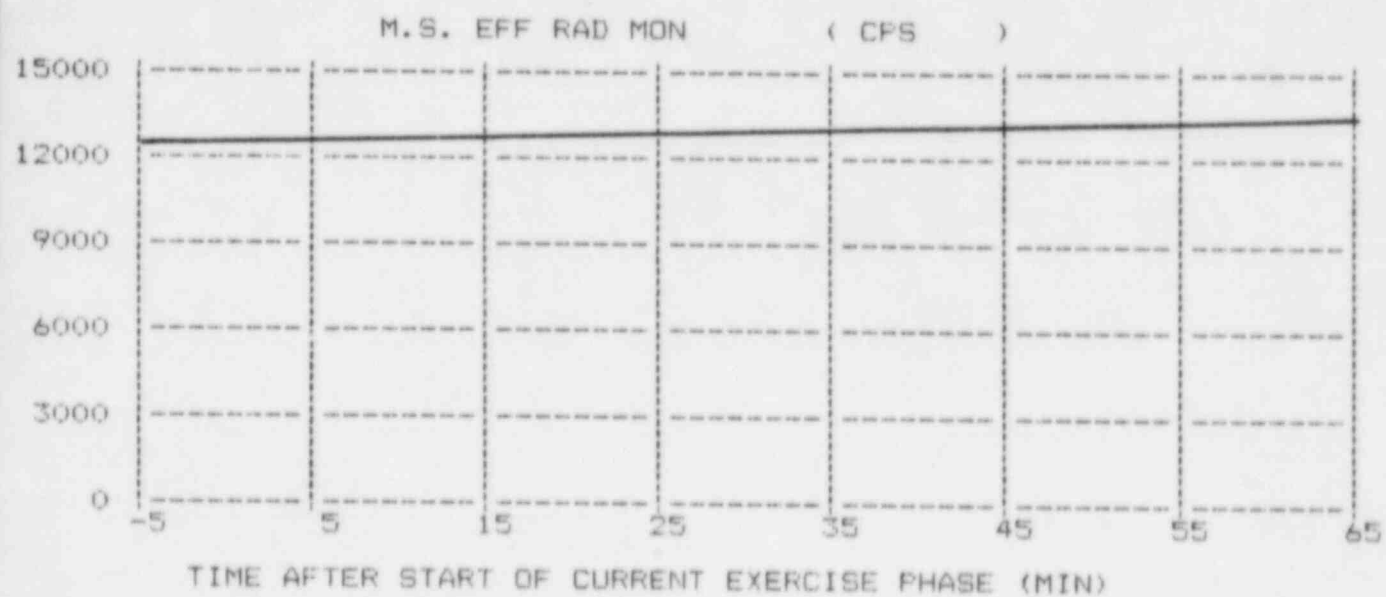 M.S. EFF RAD MON ( CPS )
15000
12000
9000
6000
3000
0
-5 5 15 25 35 45 55 65
TIME AFTER START OF CURRENT EXERCISE PHASE (MIN)